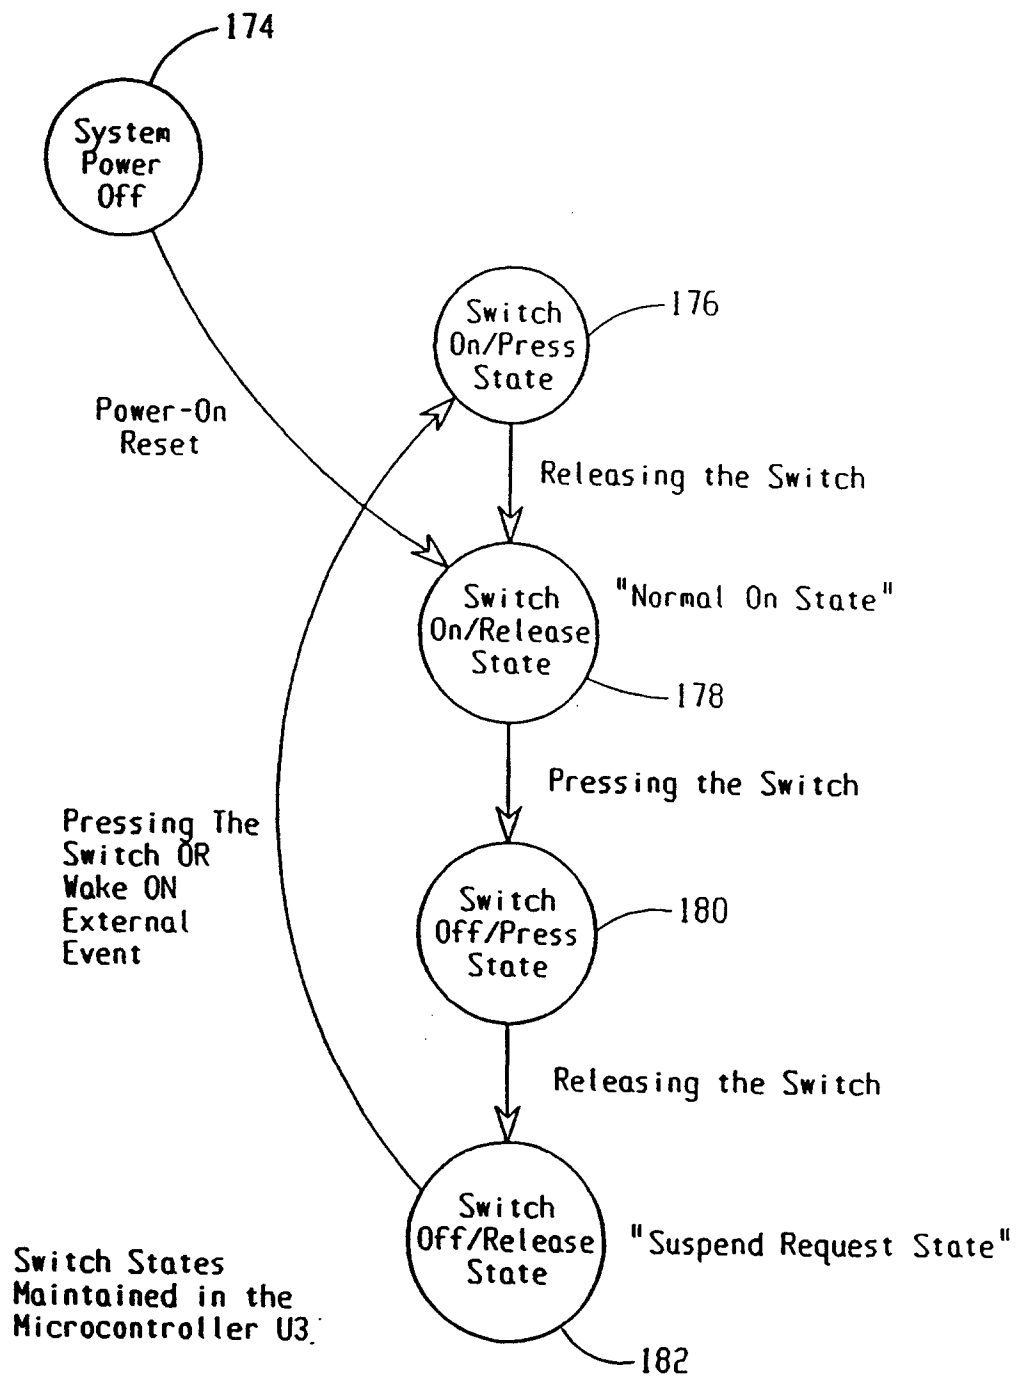 174
System
Power
Off
Switch
On/Press
State
176
Power-On
Reset
Releasing the Switch
Switch
On/Release
State
"Normal On State"
178
Pressing the Switch
Pressing The
Switch OR
Wake ON
External
Event
Switch
Off/Press
State
180
Releasing the Switch
Switch
Off/Release
State
"Suspend Request State"
Switch States
Maintained in the
Microcontroller U3.
182